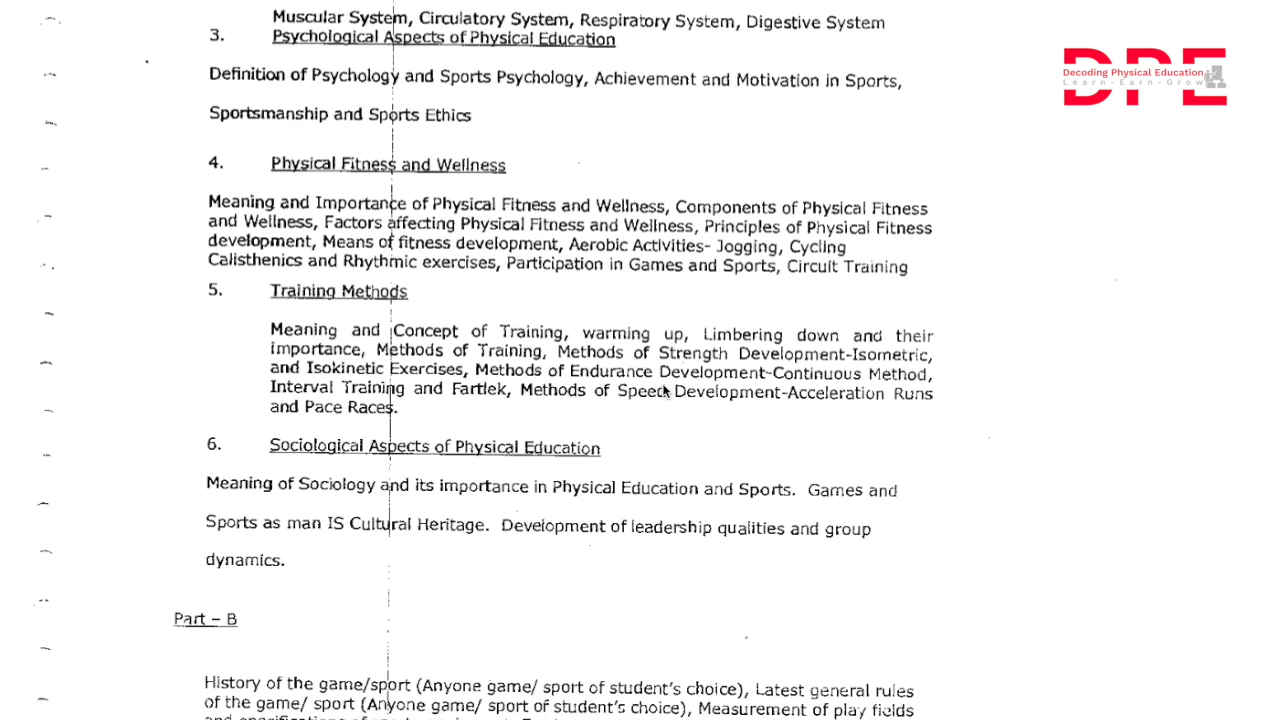 Muscular System, Circulatory System, Respiratory System, Digestive System
3. Psychological Aspects of Physical Education
Definition of Psychology and Sports Psychology, Achievement and Motivation in Sports,
Sportsmanship and Sports Ethics
4. Physical Fitness and Wellness
Meaning and Importance of Physical Fitness and Wellness, Components of Physical Fitness
and Wellness, Factors affecting Physical Fitness and Wellness, Principles of Physical Fitness
development, Means of fitness development, Aerobic Activities- Jogging, Cycling
Calisthenics and Rhythmic exercises, Participation in Games and Sports, Circuit Training
5. Training Methods
Meaning and Concept of Training, warming up, Limbering down and their
importance, Methods of Training, Methods of Strength Development-Isometric,
and Isokinetic Exercises, Methods of Endurance Development-Continuous Method,
Interval Training and Fartlek, Methods of Development-Acceleration Runs
and Pace Races.
6. Sociological Aspects of Physical Education
Meaning of Sociology and its importance in Physical Education and Sports. Games and
Sports as man IS Cultural Heritage. Development of leadership qualities and group
dynamics.
Part – B
History of the game/sport (Anyone game/ sport of student's choice), Latest general rules
of the game/ sport (Anyone game/ sport of student's choice), Measurement of play fields
DPE
Decoding Physical Education
Learn-Earn-Grow